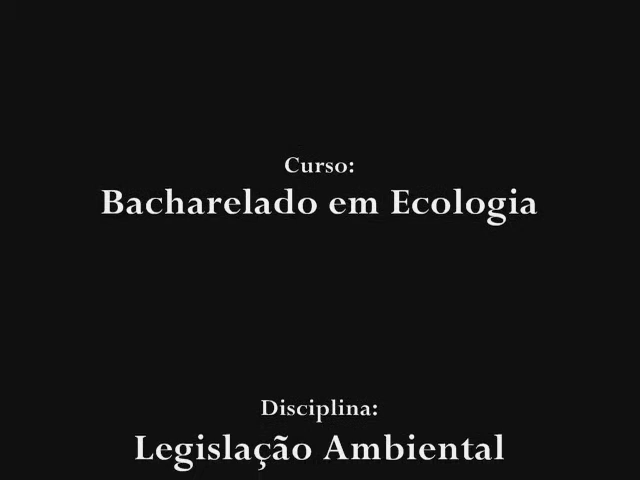 Curso:
Bacharelado em Ecologia
Disciplina:
Legislação Ambiental